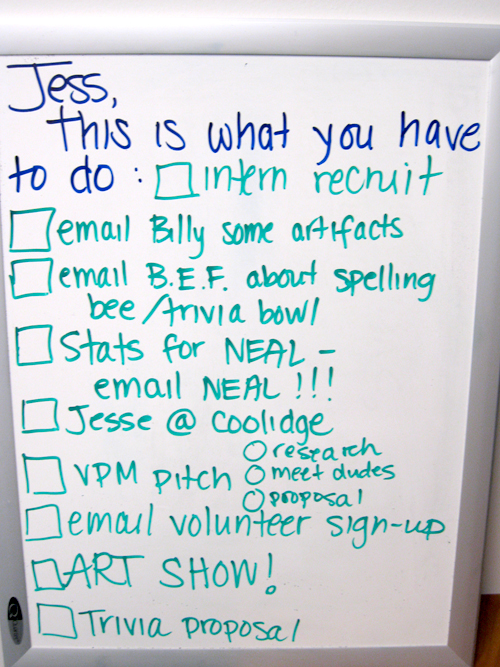 Jess,
this is what you have
to do : intern recruit
email Billy some artifacts
email B.E.F. about spelling
bee/trivia bowl
Stats for NEAL -
email NEAL !!!
Jesse @ Coolidge
VPM pitch
research
meet dudes
proposal
email volunteer sign-up
ART SHOW!
Trivia proposal